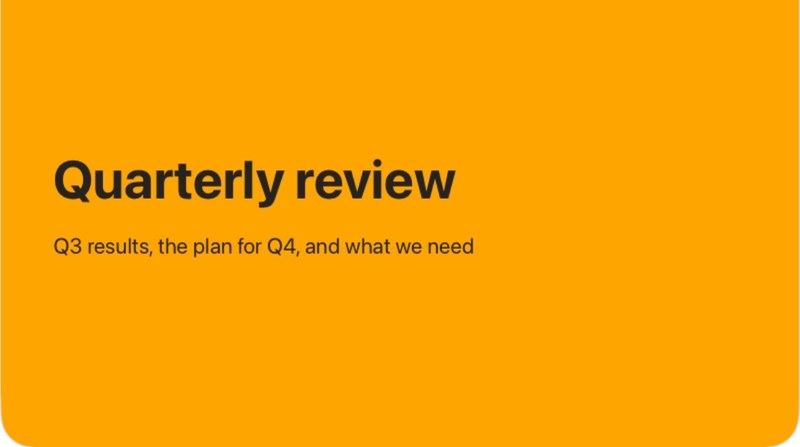 Quarterly review
Q3 results, the plan for Q4, and what we need